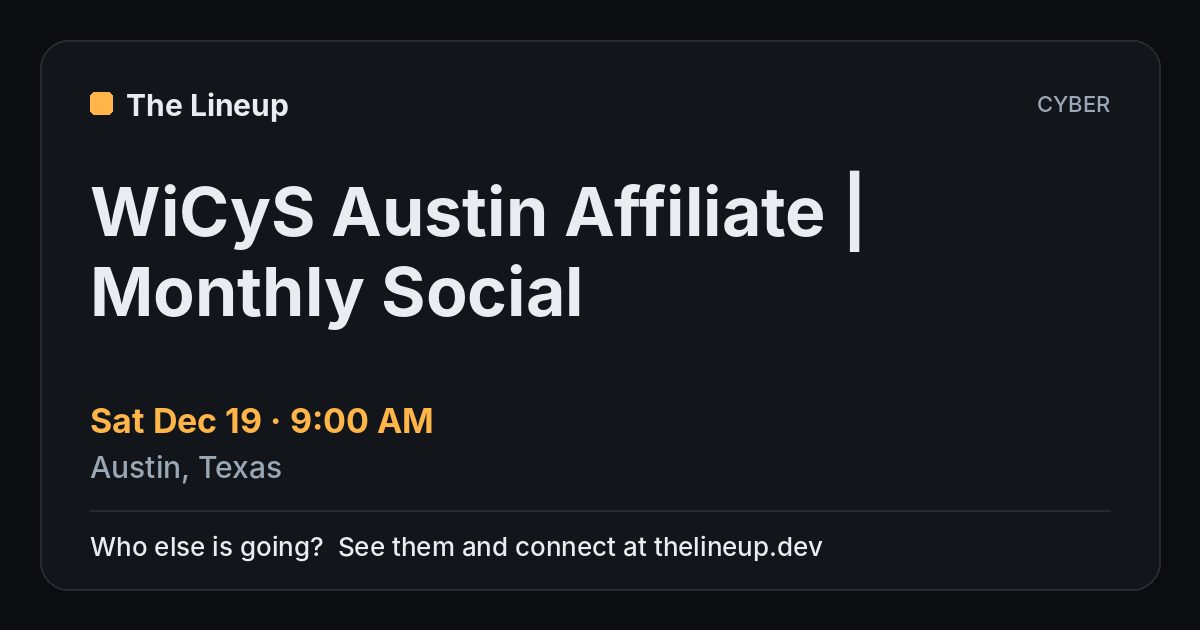 The Lineup
CYBER
WiCyS Austin Affiliate |
Monthly Social
Sat Dec 19 · 9:00 AM
Austin, Texas
Who else is going? See them and connect at thelineup.dev